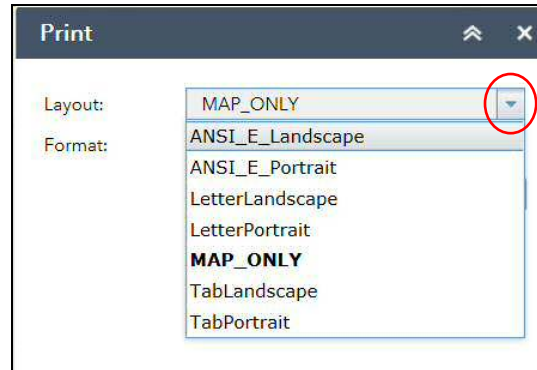 Print
Layout:
MAP_ONLY
Format:
ANSI_E_Landscape
ANSI_E_Portrait
LetterLandscape
LetterPortrait
MAP_ONLY
TabLandscape
TabPortrait